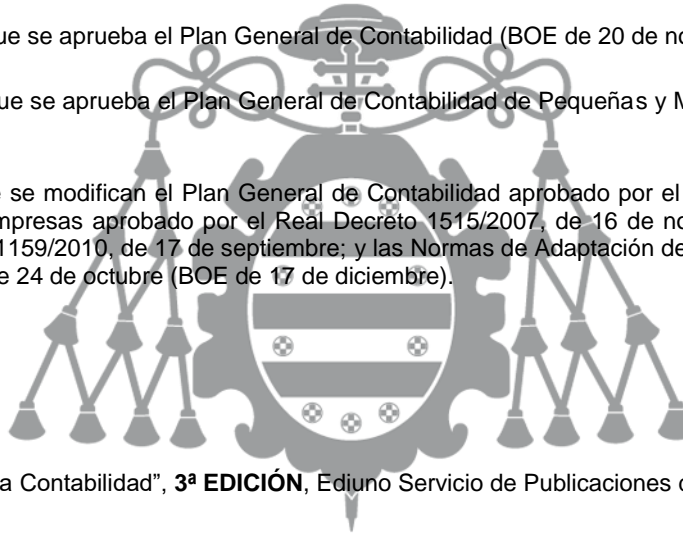 ue se aprueba el Plan General de Contabilidad (BOE de 20 de no
ue se aprueba el Plan General de Contabilidad de Pequeñas y M
e se modifican el Plan General de Contabilidad aprobado por el
mpresas aprobado por el Real Decreto 1515/2007, de 16 de no
1159/2010, de 17 de septiembre; y las Normas de Adaptación de
e 24 de octubre (BOE de 17 de diciembre).
a Contabilidad”, 3ª EDICIÓN, Ediuno Servicio de Publicaciones